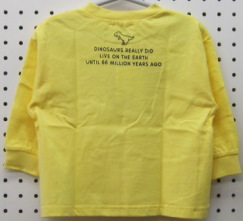 DINOSAURS REALLY DID
LIVE ON THE EARTH
UNTIL 66 MILLION YEARS AGO